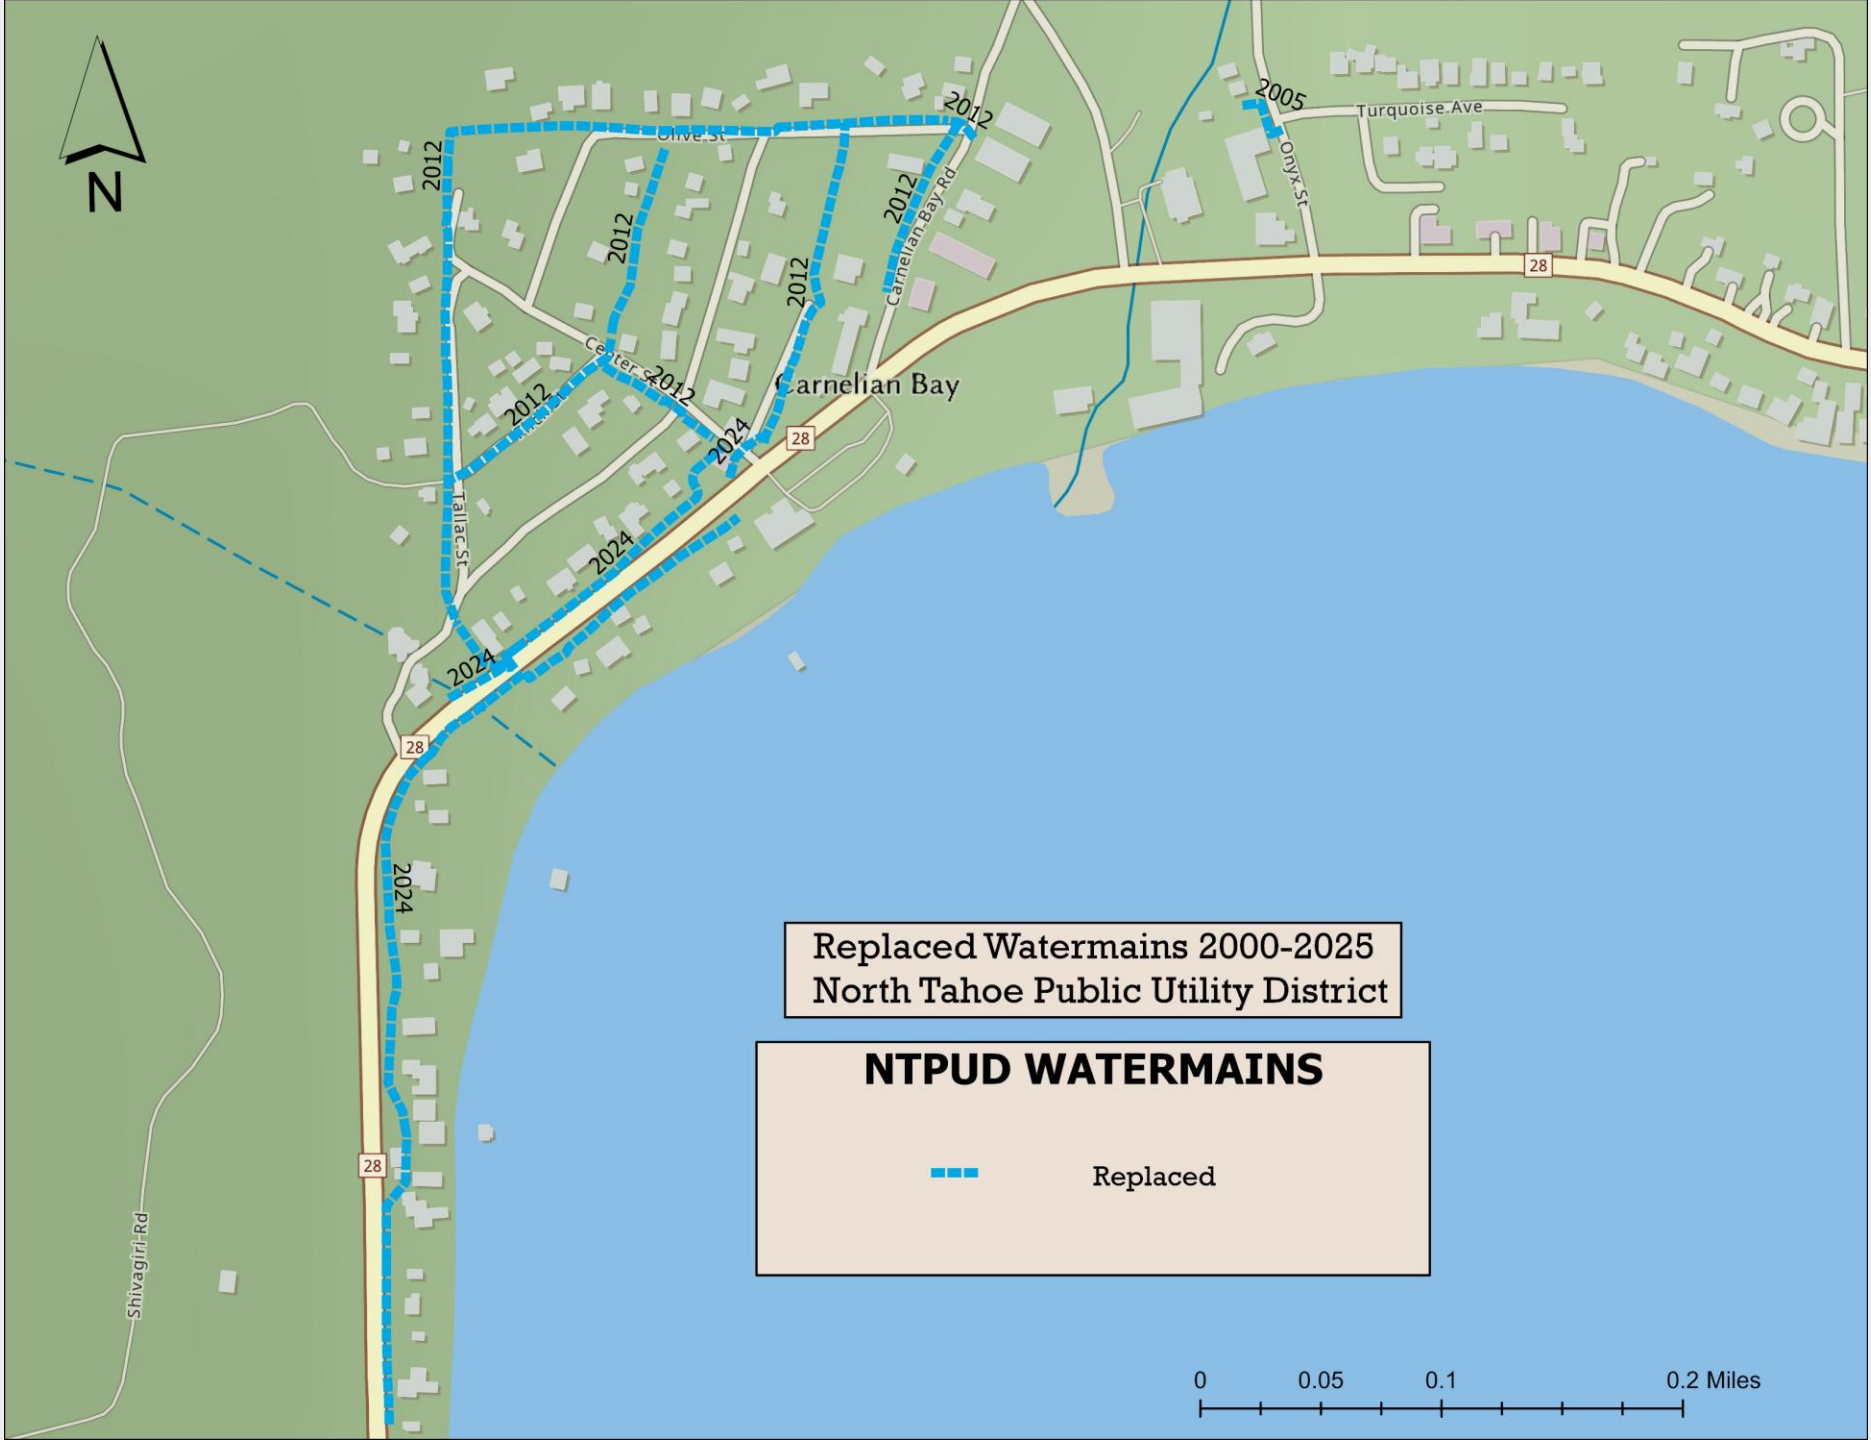 2012
2005
Turquoise Ave
Olive St
2012
Onyx St
2012
Carnelian Bay Rd
2012
2012
28
N
Center St
2012
2012
Carnelian Bay
2024
28
Tallac St
2024
2024
28
2024
Replaced Watermains 2000-2025
North Tahoe Public Utility District
NTPUD WATERMAINS
Replaced
28
Shivagiri Rd
0 0.05 0.1 0.2 Miles